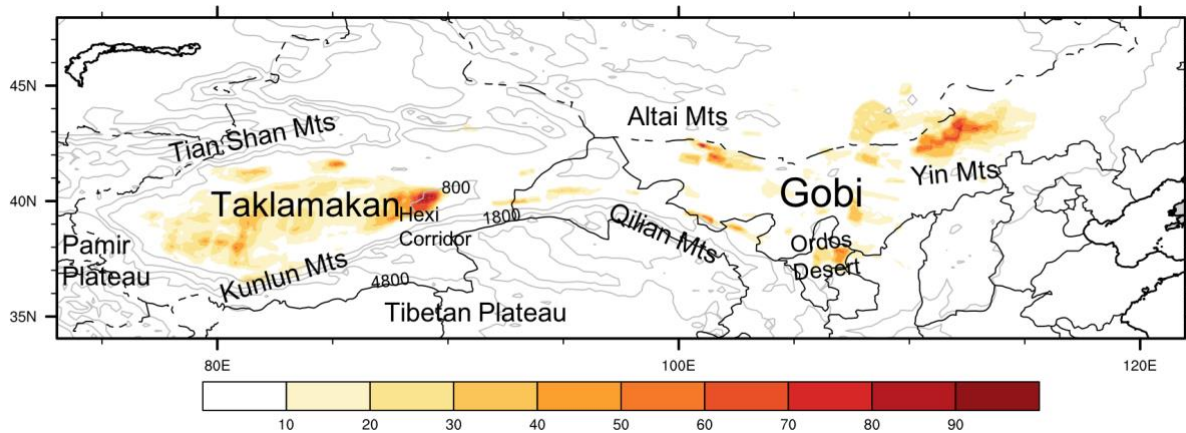 45N
Altai Mts
Tian Shan Mts
Yin Mts
Gobi
40N
Taklamakan
800
Hexi
Corridor
1800
Qilian Mts
Pamir
Plateau
Ordos
Desert
Kunlun Mts
4800
Tibetan Plateau
35N
80E
100E
120E
10 20 30 40 50 60 70 80 90